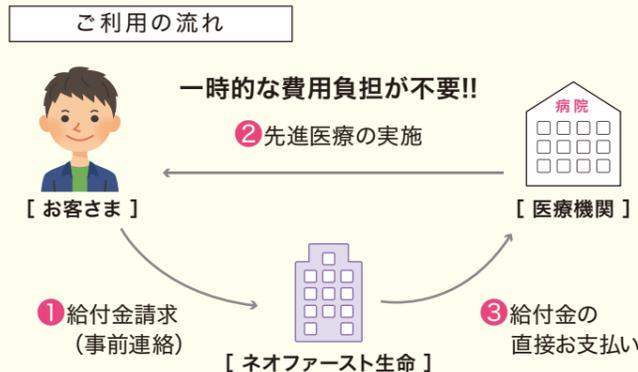 ご利用の流れ
一時的な費用負担が不要!!
病院
❷先進医療の実施
[ お客さま ]
[ 医療機関 ]
❶給付金請求
（事前連絡）
❸給付金の
直接お支払い
[ ネオファースト生命 ]